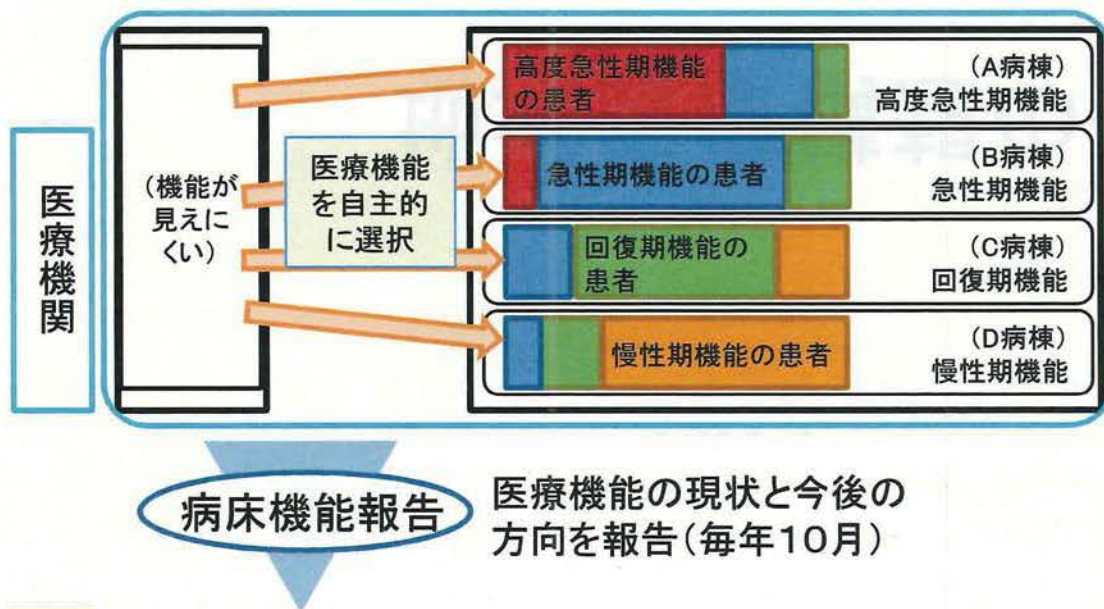 医療機関
(機能が
見えに
くい)
医療機能
を自主的
に選択
高度急性期機能
の患者
(A病棟)
高度急性期機能
急性期機能の患者
(B病棟)
急性期機能
回復期機能の
患者
(C病棟)
回復期機能
慢性期機能の患者
(D病棟)
慢性期機能
病床機能報告
医療機能の現状と今後の
方向を報告(毎年10月)